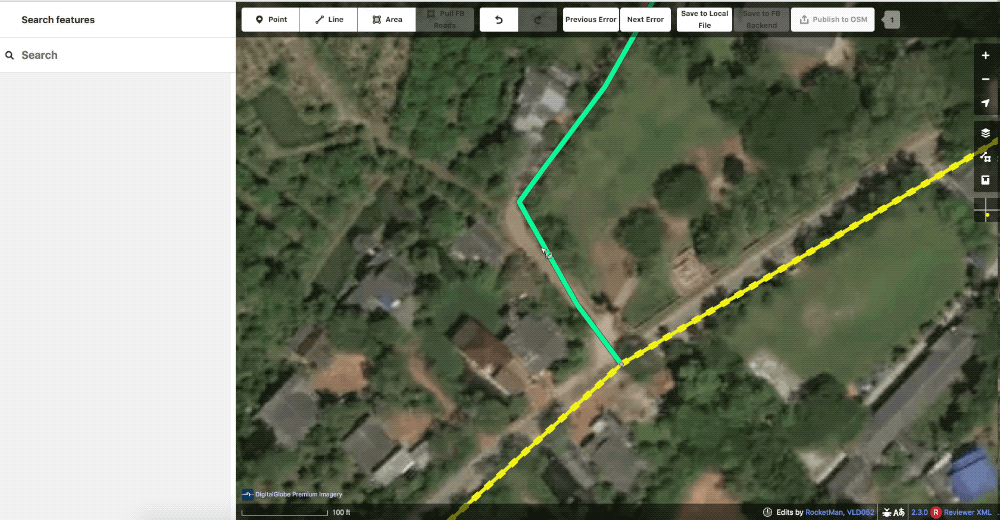 Search features
Search
Point
Line
Area
Pull FB
Roads
Previous Error
Next Error
Save to Local
File
Save to FB
Backend
Publish to OSM
1
DigitalGlobe Premium Imagery
100 ft
Edits by RocketMan, VLD062
2.3.0
R
Reviewer XML